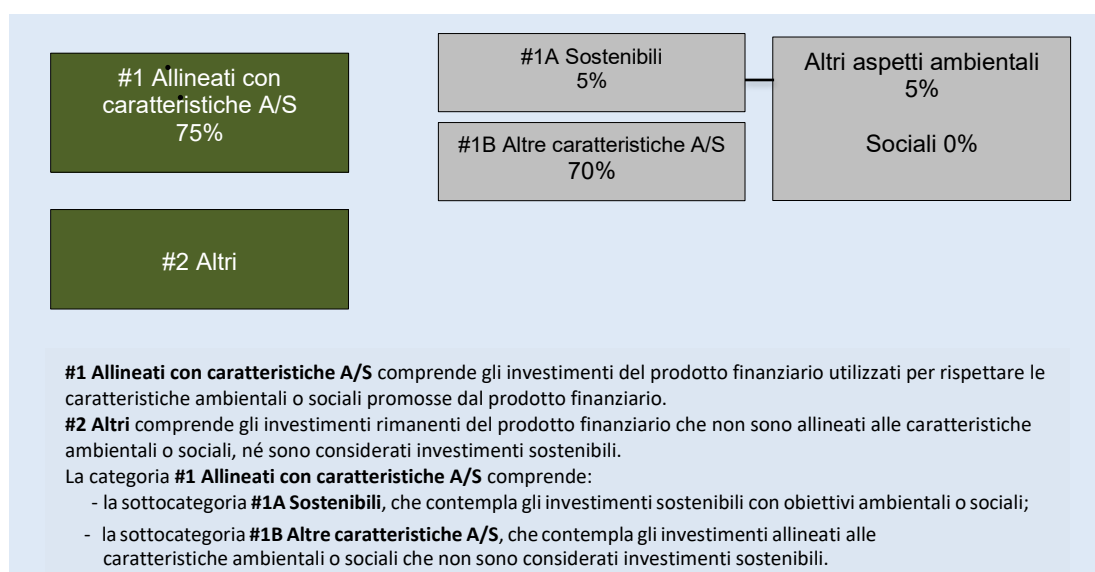 #1 Allineati con
caratteristiche A/S
75%
#2 Altri
#1A Sostenibili
5%
#1B Altre caratteristiche A/S
70%
Altri aspetti ambientali
5%
Sociali 0%
#1 Allineati con caratteristiche A/S comprende gli investimenti del prodotto finanziario utilizzati per rispettare le
caratteristiche ambientali o sociali promosse dal prodotto finanziario.
#2 Altri comprende gli investimenti rimanenti del prodotto finanziario che non sono allineati alle caratteristiche
ambientali o sociali, né sono considerati investimenti sostenibili.
La categoria #1 Allineati con caratteristiche A/S comprende:
- la sottocategoria #1A Sostenibili, che contempla gli investimenti sostenibili con obiettivi ambientali o sociali;
- la sottocategoria #1B Altre caratteristiche A/S, che contempla gli investimenti allineati alle
caratteristiche ambientali o sociali che non sono considerati investimenti sostenibili.